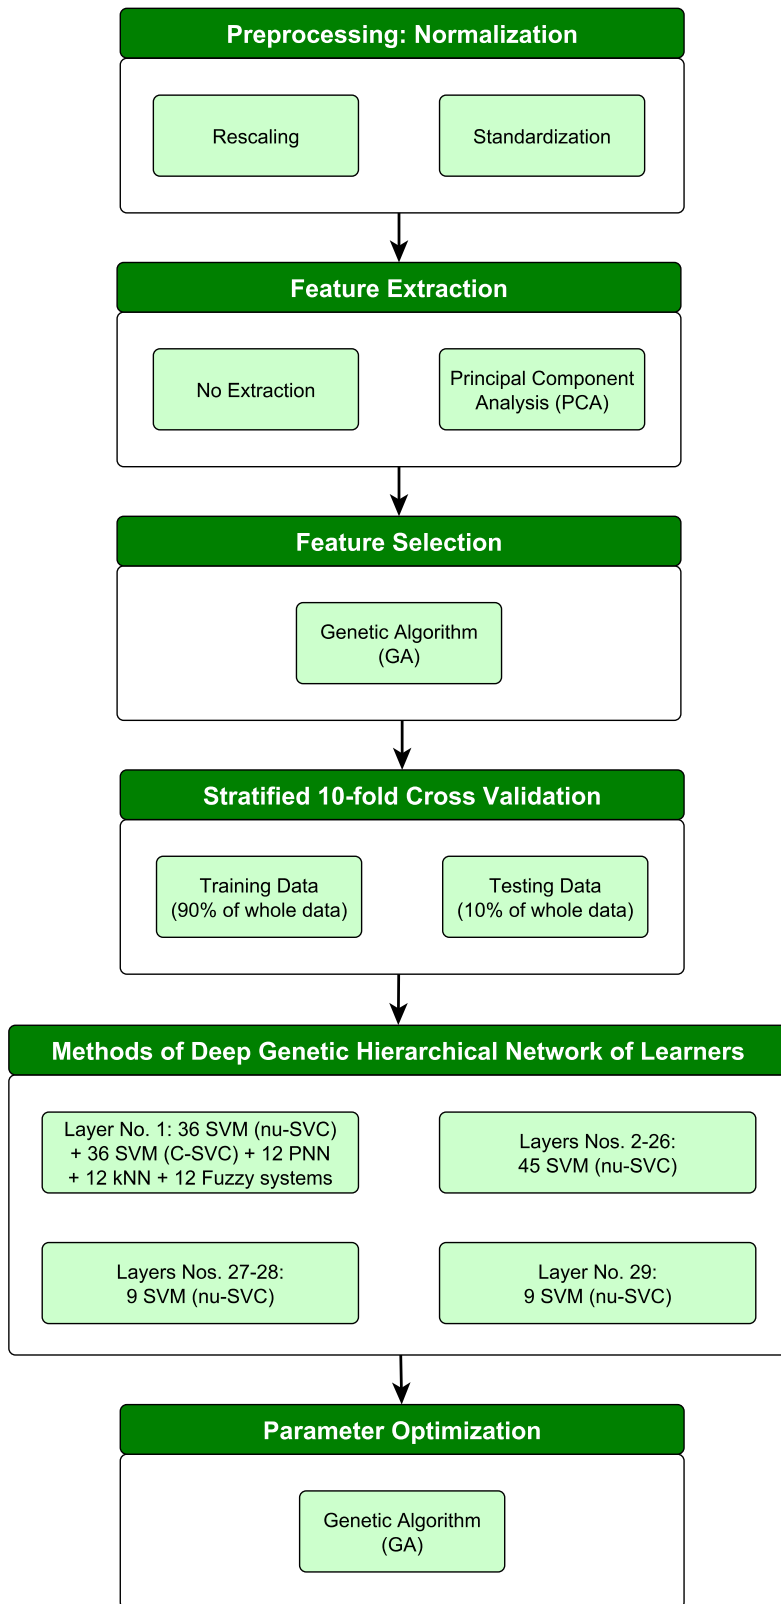 Preprocessing: Normalization
Rescaling
Standardization
Feature Extraction
No Extraction
Principal Component
Analysis (PCA)
Feature Selection
Genetic Algorithm
(GA)
Stratified 10-fold Cross Validation
Training Data
(90% of whole data)
Testing Data
(10% of whole data)
Methods of Deep Genetic Hierarchical Network of Learners
Layer No. 1: 36 SVM (nu-SVC)
+ 36 SVM (C-SVC) + 12 PNN
+ 12 kNN + 12 Fuzzy systems
Layers Nos. 2-26:
45 SVM (nu-SVC)
Layers Nos. 27-28:
9 SVM (nu-SVC)
Layer No. 29:
9 SVM (nu-SVC)
Parameter Optimization
Genetic Algorithm
(GA)